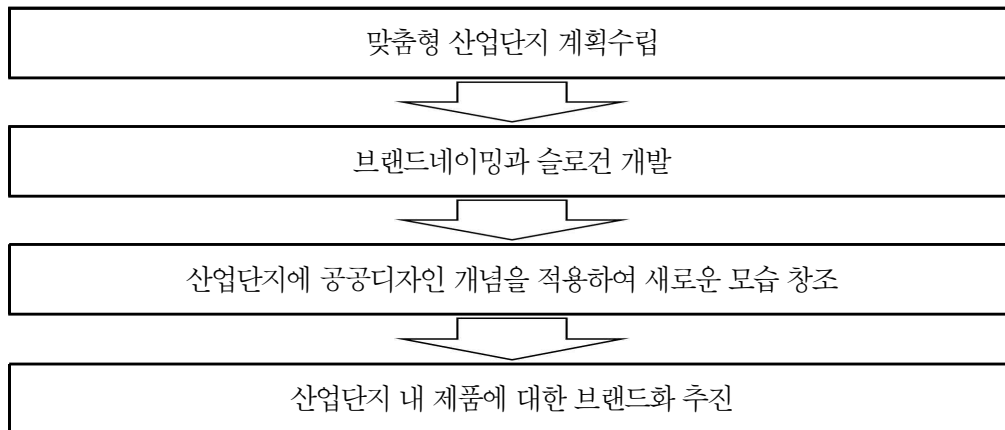 맞춤형 산업단지 계획수립
브랜드네이밍과 슬로건 개발
산업단지에 공공디자인 개념을 적용하여 새로운 모습 창조
산업단지 내 제품에 대한 브랜드화 추진